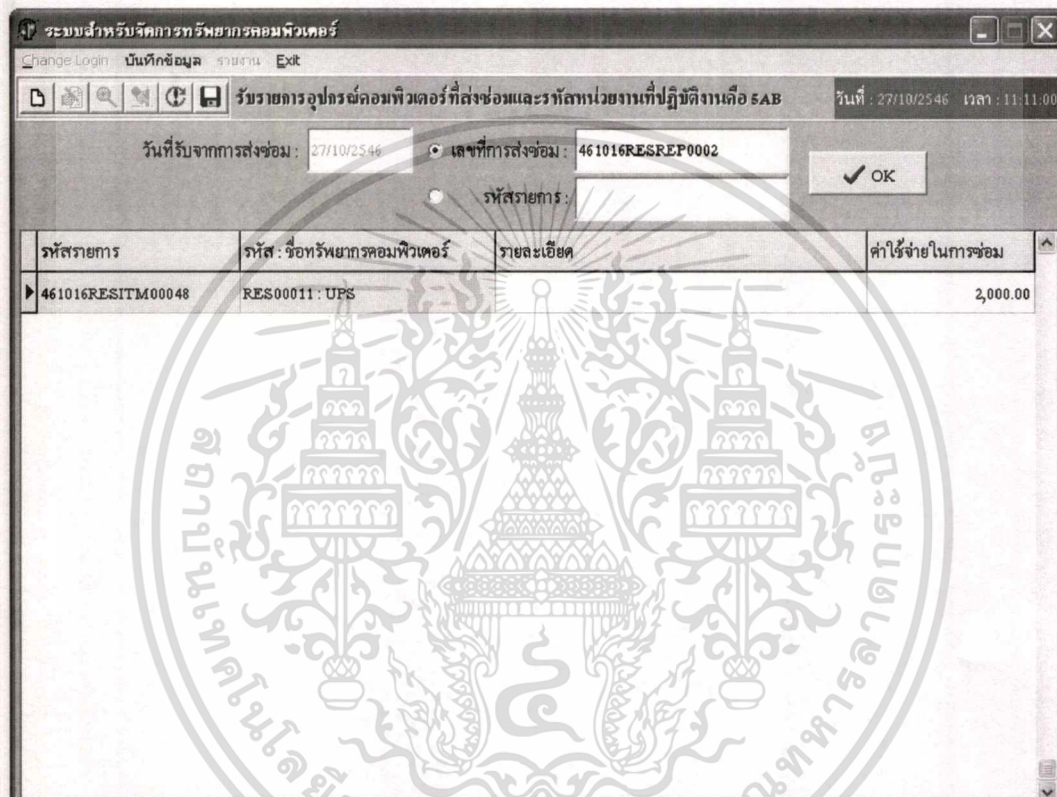 ระบบสำหรับจัดการทรัพยากรคอมพิวเตอร์
Change Login บันทึกข้อมูล รายงาน Exit
รับรายการอุปกรณ์คอมพิวเตอร์ที่ส่งซ่อมและรหัสหน่วยงานที่ปฏิบัติงานคือ 5AB วันที่ : 27/10/2546 เวลา : 11:11:00
วันที่รับจากการส่งซ่อม : 27/10/2546 เลขที่การส่งซ่อม : 461016RESREP0002
OK
รหัสรายการ :
รหัสรายการ รหัส : ชื่อทรัพยากรคอมพิวเตอร์ รายละเอียด ค่าใช้จ่ายในการซ่อม
461016RESITM00048 RES00011 : UPS 2,000.00